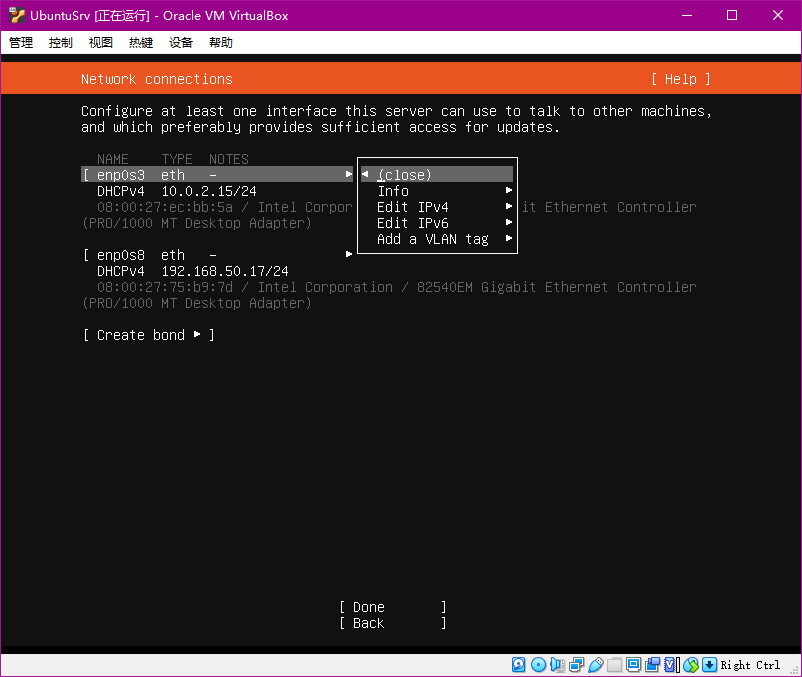 UbuntuSrv [正在运行] - Oracle VM VirtualBox
管理 控制 视图 热键 设备 帮助
Network connections [ Help ]
Configure at least one interface this server can use to talk to other machines,
and which preferably provides sufficient access for updates.
NAME TYPE NOTES
[ enp0s3 eth - ▸
DHCPv4 10.0.2.15/24
08:00:27:ec:bb:5a / Intel Corpor it Ethernet Controller
(PRO/1000 MT Desktop Adapter)
◂ (close)
Info ▸
Edit IPv4 ▸
Edit IPv6 ▸
Add a VLAN tag ▸
[ enp0s8 eth - ▸
DHCPv4 192.168.50.17/24
08:00:27:75:b9:7d / Intel Corporation / 82540EM Gigabit Ethernet Controller
(PRO/1000 MT Desktop Adapter)
[ Create bond ▸ ]
[ Done ]
[ Back ]
Right Ctrl